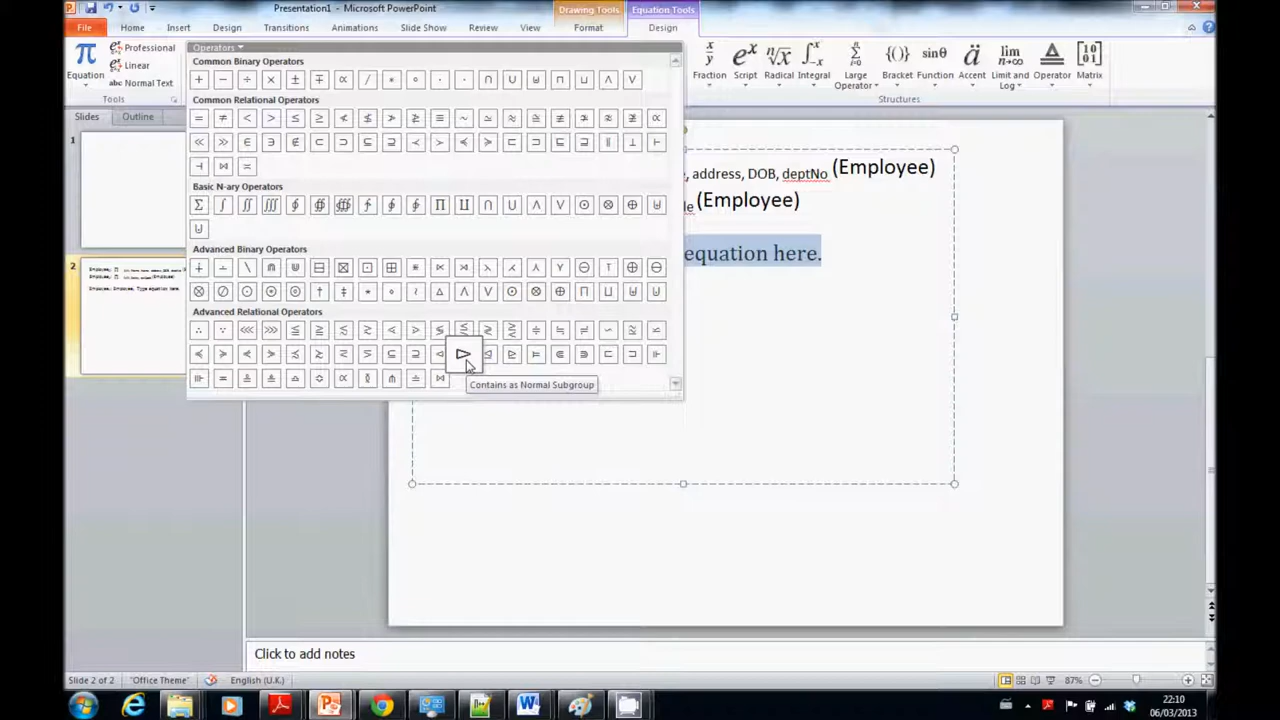 Presentation1 - Microsoft PowerPoint
Drawing Tools
Equation Tools
File
Home
Insert
Design
Transitions
Animations
Slide Show
Review
View
Format
Design
Equation
Professional
Linear
abc Normal Text
Tools
Fraction
Script
Radical
Integral
Large Operator
Bracket
Function
Accent
Limit and Log
Operator
Matrix
Structures
Operators
Common Binary Operators
Common Relational Operators
Basic N-ary Operators
Advanced Binary Operators
Advanced Relational Operators
Contains as Normal Subgroup
Slides
Outline
1
2
, address, DOB, deptNo (Employee)
(Employee)
equation here.
Click to add notes
Slide 2 of 2
"Office Theme"
English (U.K.)
87%
22:10
06/03/2013